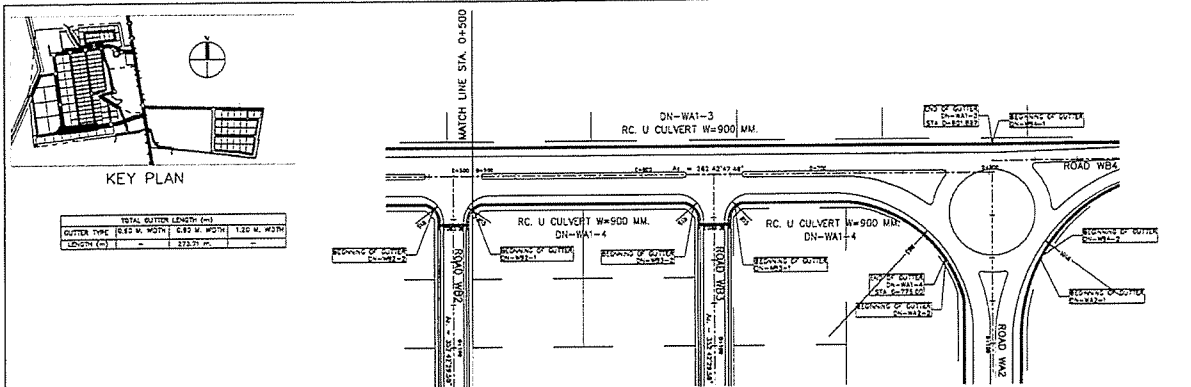 N
KEY PLAN
TOTAL GUTTER LENGTH (m)
GUTTER TYPE 0.60 M. WIDTH 0.90 M. WIDTH 1.20 M. WIDTH
LENGTH (m) - 273.71 m. -
MATCH LINE STA. 0+500
DN-WA1-3
RC. U CULVERT W=900 MM.
END OF GUTTER
DN-WA1-3
BEGINNING OF GUTTER
ROAD WB4
RC. U CULVERT W=900 MM.
DN-WA1-4
RC. U CULVERT W=900 MM.
DN-WA1-4
BEGINNING OF GUTTER
DN-WB2-2
BEGINNING OF GUTTER
DN-WB2-1
BEGINNING OF GUTTER
DN-WB3-2
BEGINNING OF GUTTER
DN-WB3-1
BEGINNING OF GUTTER
DN-WB4-2
END OF GUTTER
DN-WA1-4
STA 0+775.00
BEGINNING OF GUTTER
DN-WA2-2
BEGINNING OF GUTTER
DN-WA2-1
ROAD WB2
ROAD WB3
ROAD WA2